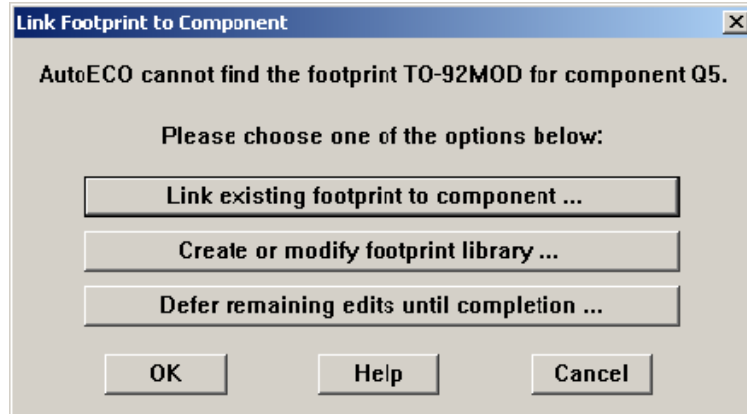 Link Footprint to Component
AutoECO cannot find the footprint TO-92MOD for component Q5.
Please choose one of the options below:
Link existing footprint to component ...
Create or modify footprint library ...
Defer remaining edits until completion ...
OK Help Cancel